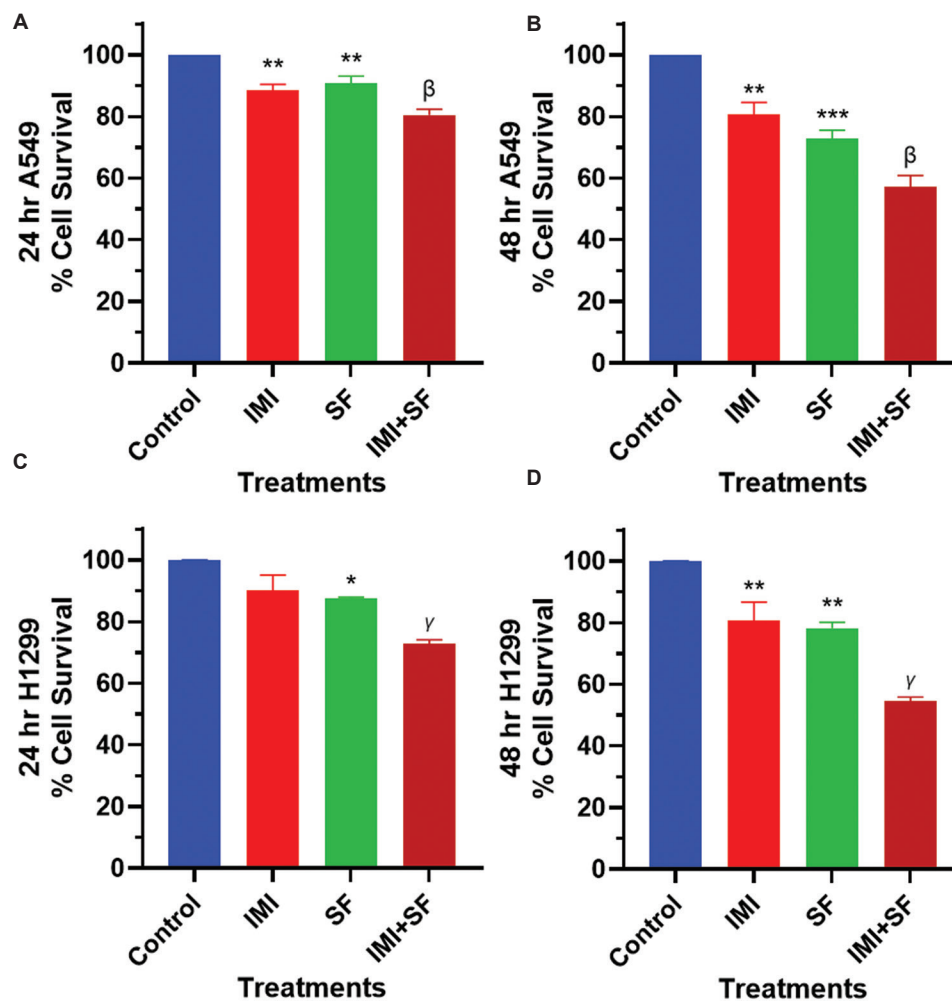 A
24 hr A549
% Cell Survival
100
80
60
40
20
0
**
**
β
Control
IMI
SF
IMI+SF
Treatments
B
48 hr A549
% Cell Survival
100
80
60
40
20
0
**
***
β
Control
IMI
SF
IMI+SF
Treatments
C
24 hr H1299
% Cell Survival
100
80
60
40
20
0
*
γ
Control
IMI
SF
IMI+SF
Treatments
D
48 hr H1299
% Cell Survival
100
80
60
40
20
0
**
**
γ
Control
IMI
SF
IMI+SF
Treatments